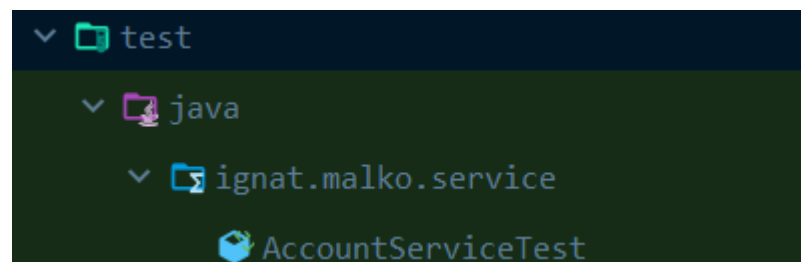 test
java
ignat.malko.service
AccountServiceTest